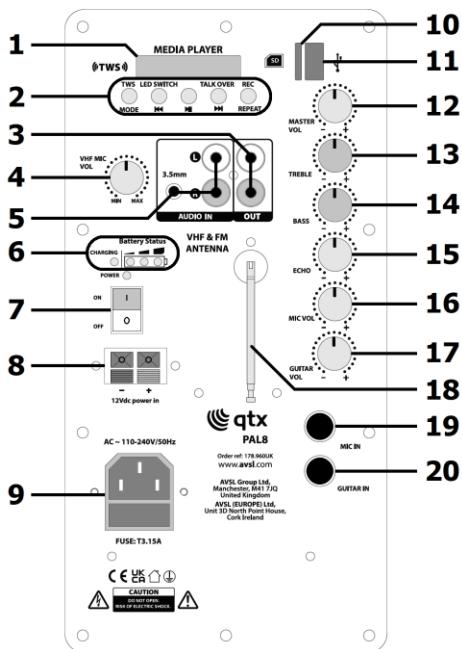 1
MEDIA PLAYER
((TWS))
SD
10
11
2
TWS LED SWITCH TALK OVER REC
MODE REPEAT
3
12
MASTER
VOL
- +
4
VHF MIC
VOL
MIN MAX
L
3.5mm
R
AUDIO IN OUT
13
TREBLE
- +
5
14
BASS
- +
6
Battery Status
CHARGING
POWER
VHF & FM
ANTENNA
15
ECHO
- +
7
ON I
OFF O
16
MIC VOL
- +
8
- +
12Vdc power in
17
GUITAR
VOL
- +
18
qtx
PAL8
19
MIC IN
9
AC ~ 110-240V/50Hz
Order ref: 178.960UK
www.avsl.com
20
GUITAR IN
AVSL Group Ltd,
Manchester, M41 7JQ
United Kingdom
AVSL (EUROPE) Ltd,
Unit 3D North Point House,
Cork Ireland
FUSE: T3.15A
CE UK
CA
CAUTION
DO NOT OPEN.
RISK OF ELECTRIC SHOCK.